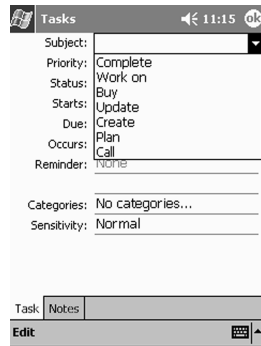 Tasks 11:15 ok
Subject:
Priority: Complete
Status: Work on
Buy
Starts: Update
Due: Create
Occurs: Plan
Call
Reminder: None
Categories: No categories...
Sensitivity: Normal
Task Notes
Edit